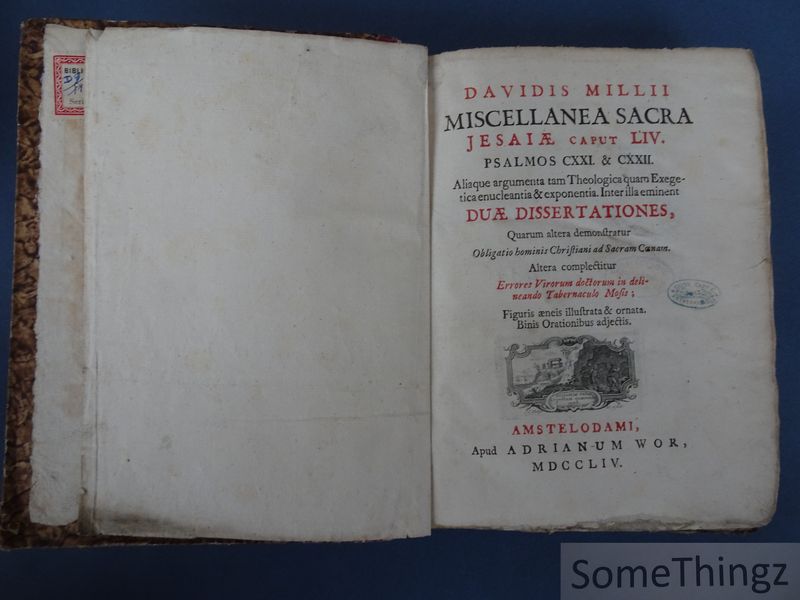 BIBLI
Seri
DAVIDIS MILLII
MISCELLANEA SACRA
JESAIÆ CAPUT LIV.
PSALMOS CXXI. & CXXII.
Aliaque argumenta tam Theologica quam Exege-
tica enucleantia & exponentia. Inter illa eminent
DUÆ DISSERTATIONES,
Quarum altera demonſtratur
Obligatio hominis Chriſtiani ad Sacram Cœnam.
Altera complectitur
Errores Virorum doctorum in deli-
neando Tabernaculo Moſis;
Figuris æneis illuſtrata & ornata.
Binis Orationibus adjectis.
AMSTELODAMI,
Apud ADRIANUM WOR,
MDCCLIV.
SomeThingz